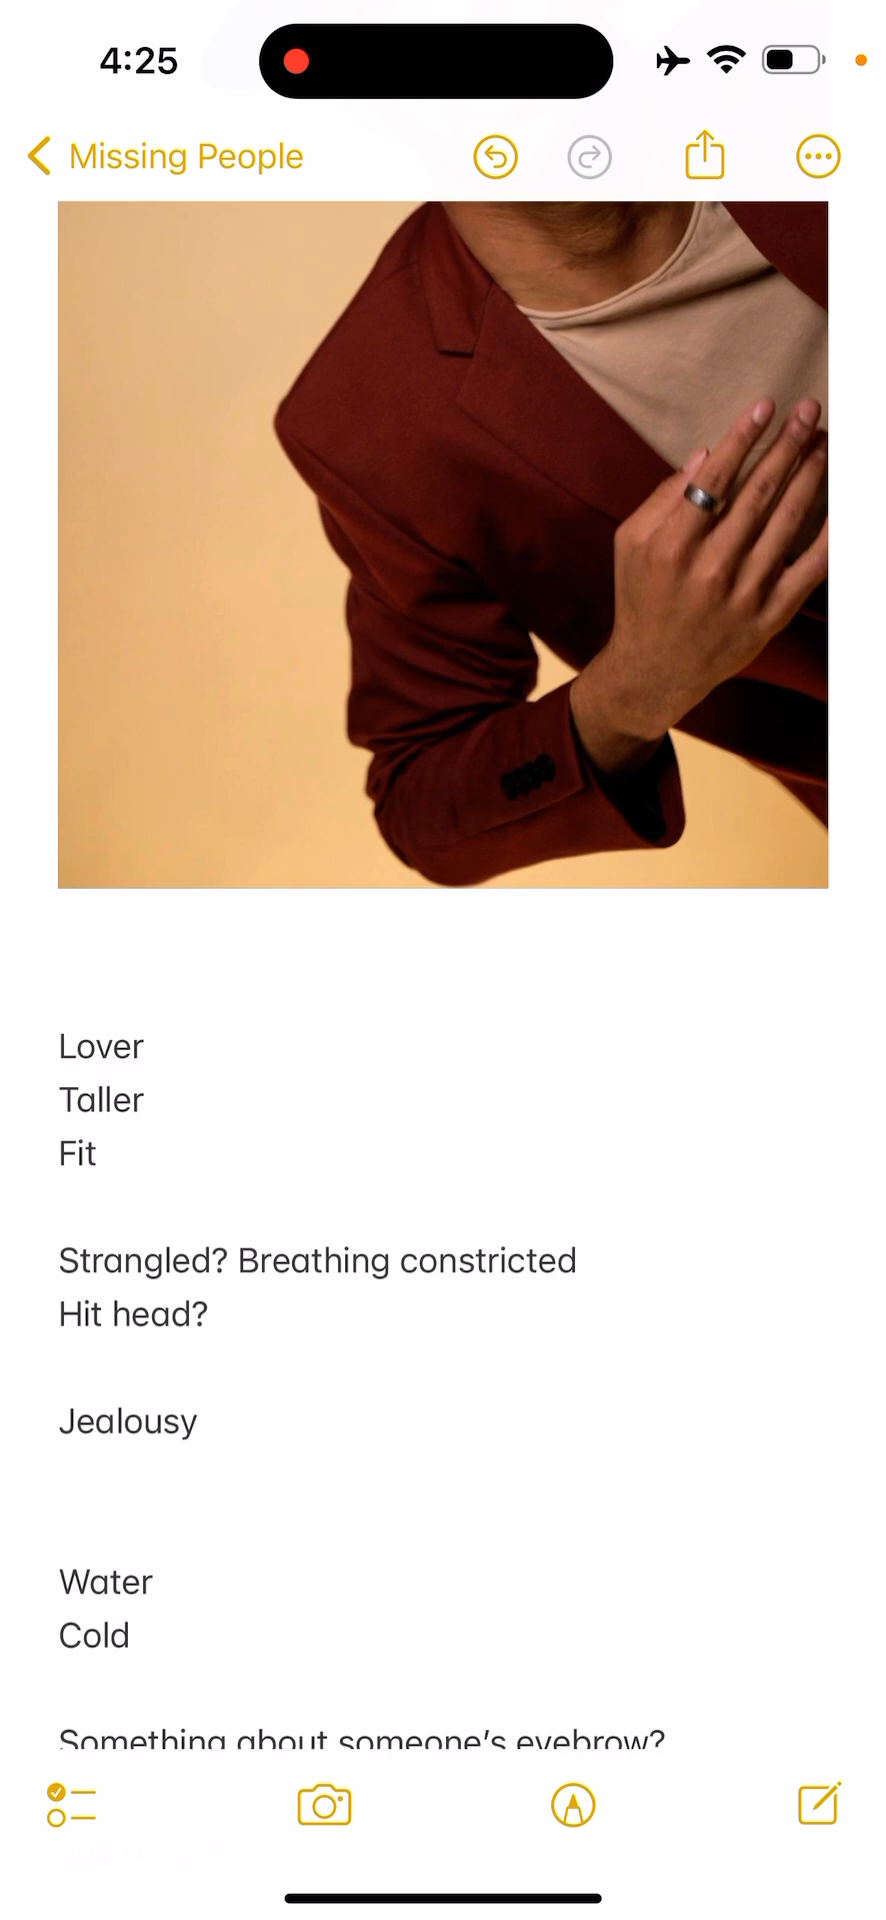 4:25
Missing People
Lover
Taller
Fit
Strangled? Breathing constricted
Hit head?
Jealousy
Water
Cold
Something about someone's eyebrow?